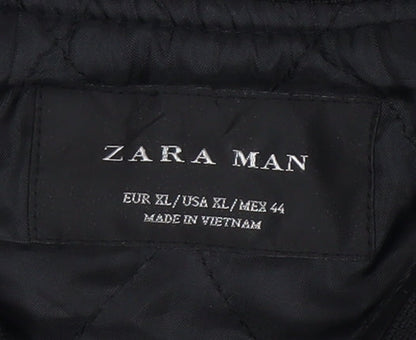 ZARA MAN
EUR XL / USA XL / MEX 44
MADE IN VIETNAM